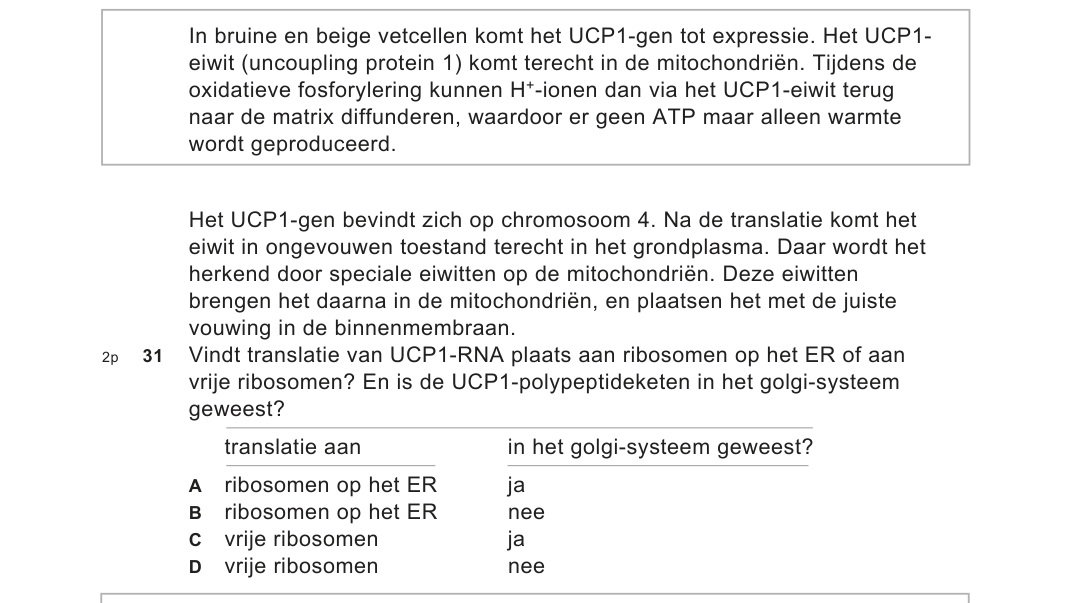 In bruine en beige vetcellen komt het UCP1-gen tot expressie. Het UCP1-
eiwit (uncoupling protein 1) komt terecht in de mitochondriën. Tijdens de
oxidatieve fosforylering kunnen H⁺-ionen dan via het UCP1-eiwit terug
naar de matrix diffunderen, waardoor er geen ATP maar alleen warmte
wordt geproduceerd.
Het UCP1-gen bevindt zich op chromosoom 4. Na de translatie komt het
eiwit in ongevouwen toestand terecht in het grondplasma. Daar wordt het
herkend door speciale eiwitten op de mitochondriën. Deze eiwitten
brengen het daarna in de mitochondriën, en plaatsen het met de juiste
vouwing in de binnenmembraan.
2p 31 Vindt translatie van UCP1-RNA plaats aan ribosomen op het ER of aan
vrije ribosomen? En is de UCP1-polypeptideketen in het golgi-systeem
geweest?
translatie aan in het golgi-systeem geweest?
A ribosomen op het ER ja
B ribosomen op het ER nee
C vrije ribosomen ja
D vrije ribosomen nee